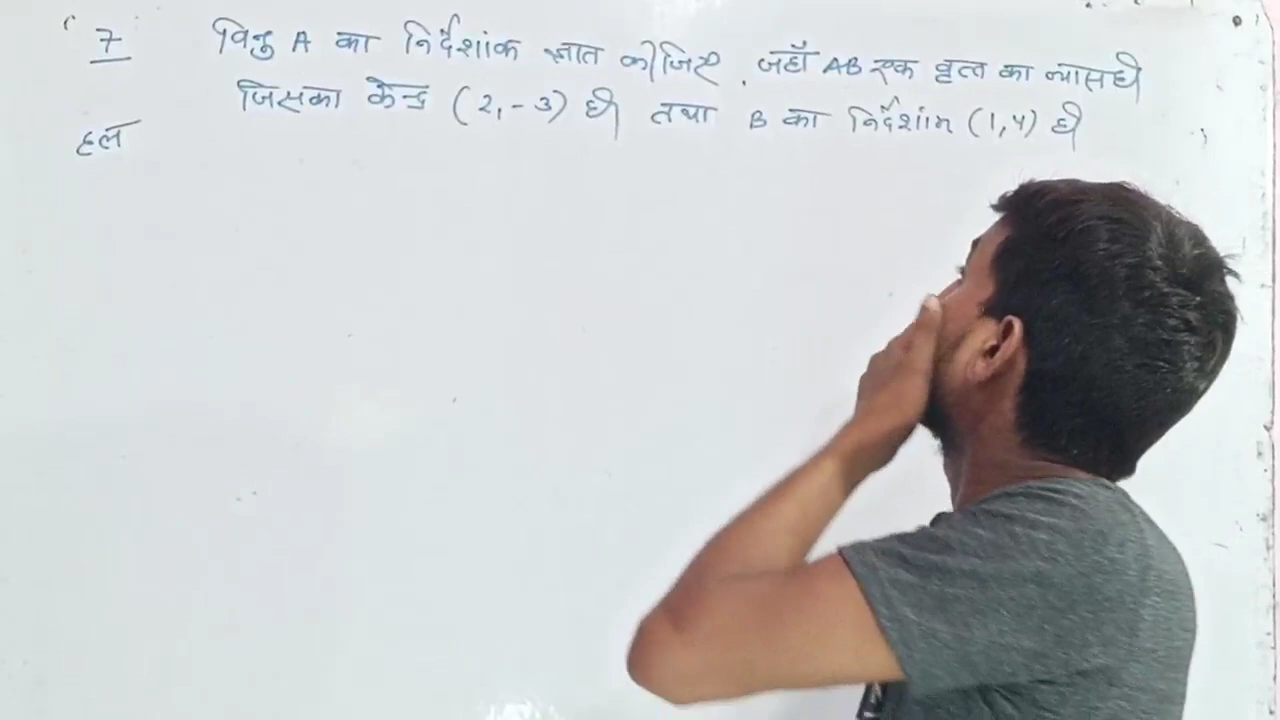 7 बिन्दु A का निर्देशांक ज्ञात कीजिए, जहाँ AB एक वृत्त का व्यास है
जिसका केन्द्र (2,-3) है तथा B का निर्देशांक (1,4) है
हल